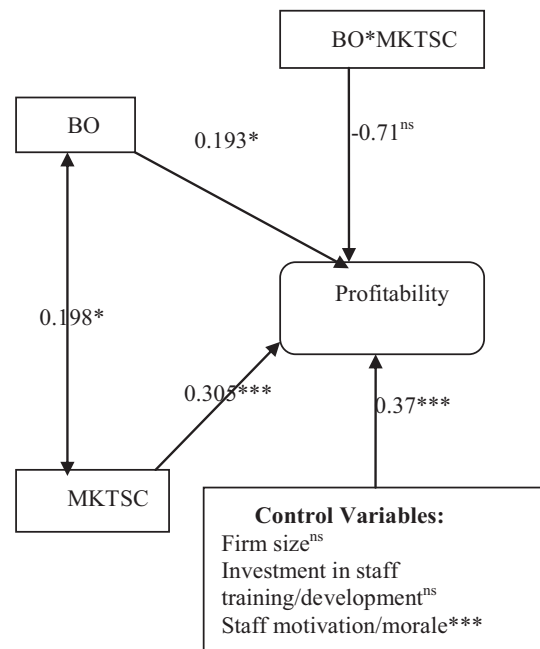 BO*MKTSC
BO
0.193*
-0.71ns
Profitability
0.198*
0.305***
0.37***
MKTSC
Control Variables:
Firm sizens
Investment in staff
training/developmentns
Staff motivation/morale***